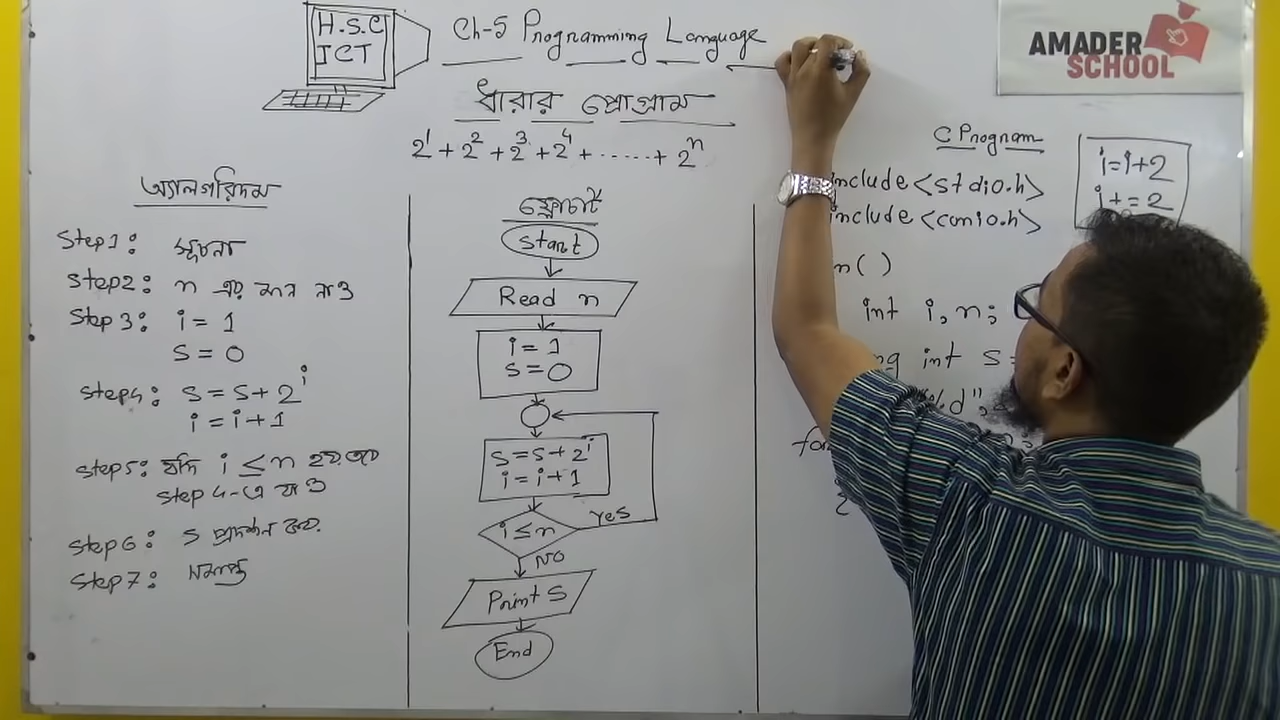 H.S.C
ICT
Ch-5 Programming Language
AMADER
SCHOOL
ধারার প্রোগ্রাম
2¹ + 2² + 2³ + 2⁴ + ...... + 2ⁿ
অ্যালগরিদম
Step1: সূচনা
Step2: n এর মান নাও
Step3: i = 1
s = 0
Step4: s = s + 2ⁱ
i = i + 1
Step5: যদি i ≤ n হয় তবে
Step 4-এ যাও
Step6: s প্রদর্শন কর.
Step7: সমাপ্ত
ফ্লোচার্ট
Start
Read n
i = 1
s = 0
s = s + 2ⁱ
i = i + 1
i ≤ n
Yes
NO
Print S
End
C Program
i=i+2
i+=2
include <stdio.h>
include <conio.h>
n( )
int i, n;
ng int s=
%d",
for
{